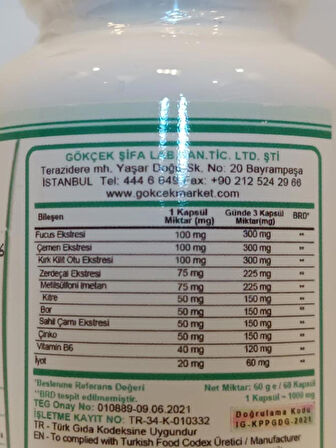 GÖKÇEK ŞİFA LAB.SAN.TİC. LTD. ŞTİ
Terazidere mh. Yaşar Doğu Sk. No: 20 Bayrampaşa
İSTANBUL Tel: 444 6 649 Fax: +90 212 524 29 66
www.gokcekmarket.com
Bileşen 1 Kapsül Miktar (mg) Günde 3 Kapsül Miktar(mg) BRD*
Fucus Ekstresi 100 mg 300 mg **
Çemen Ekstresi 100 mg 300 mg **
Kırk Kilit Otu Ekstresi 100 mg 300 mg **
Zerdeçal Ekstresi 75 mg 225 mg **
Metilsülfonil metan 75 mg 225 mg **
Kitre 50 mg 150 mg **
Bor 50 mg 150 mg **
Sahil Çamı Ekstresi 50 mg 150 mg **
Çinko 50 mg 150 mg **
Vitamin B6 40 mg 120 mg **
İyot 20 mg 60 mg **
*Beslenme Referans Değeri Net Miktar: 60 g e / 60 Kapsül
**BRD tespit edilmemiştir. 1 Kapsül = 1000 mg
TEG Onay No: 010889-09.06.2021
İŞLETME KAYIT NO: TR-34-K-010332
TR - Türk Gıda Kodeksine Uygundur
EN - To complied with Turkish Food Codex Üretici / Manufacturer
Doğrulama Kodu
IG-KPPGDG-2021